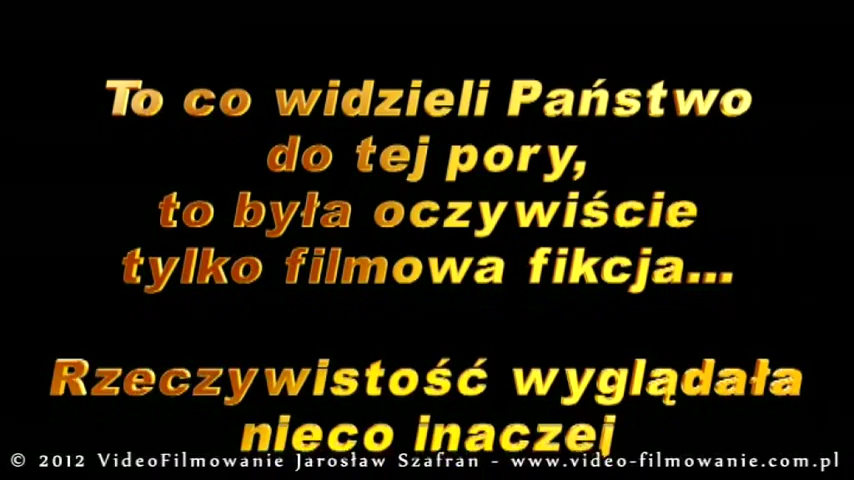 To co widzieli Państwo
do tej pory,
to była oczywiście
tylko filmowa fikcja...
Rzeczywistość wyglądała
nieco inaczej
© 2012 VideoFilmowanie Jarosław Szafran - www.video-filmowanie.com.pl